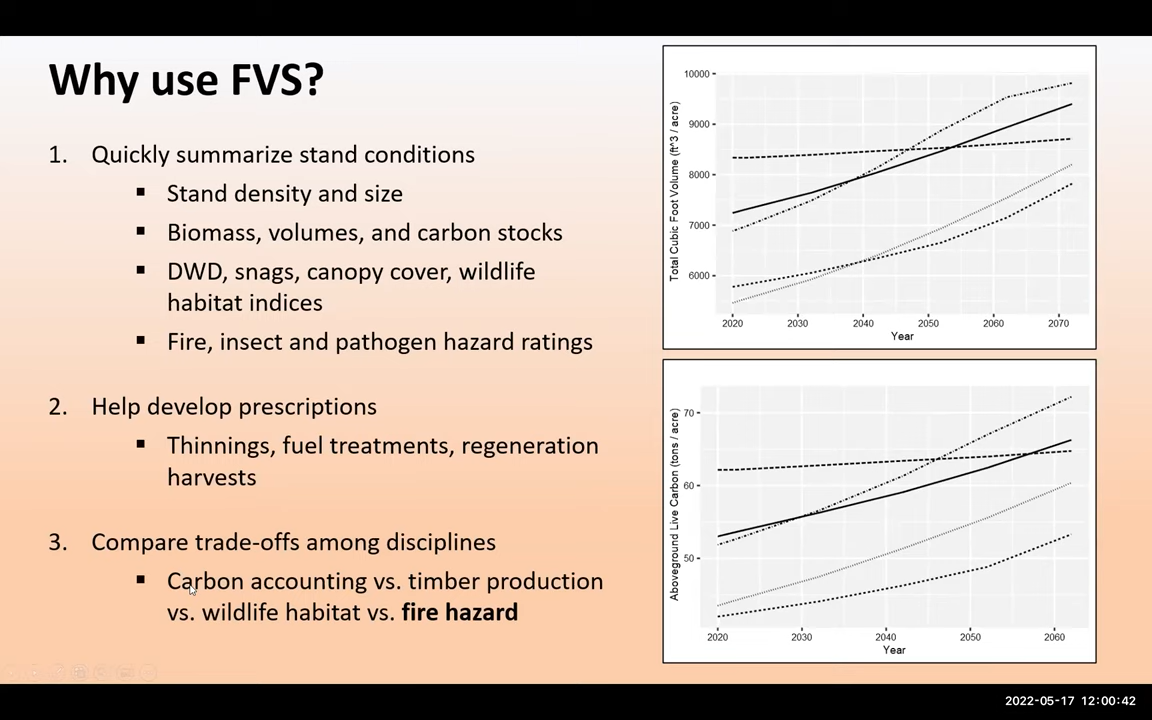 Why use FVS?
1. Quickly summarize stand conditions
▪ Stand density and size
▪ Biomass, volumes, and carbon stocks
▪ DWD, snags, canopy cover, wildlife
habitat indices
▪ Fire, insect and pathogen hazard ratings
2. Help develop prescriptions
▪ Thinnings, fuel treatments, regeneration
harvests
3. Compare trade-offs among disciplines
▪ Carbon accounting vs. timber production
vs. wildlife habitat vs. fire hazard
Total Cubic Foot Volume (ft^3 / acre)
10000
9000
8000
7000
6000
2020 2030 2040 2050 2060 2070
Year
Aboveground Live Carbon (tons / acre)
70
60
50
2020 2030 2040 2050 2060
Year
2022-05-17 12:00:42